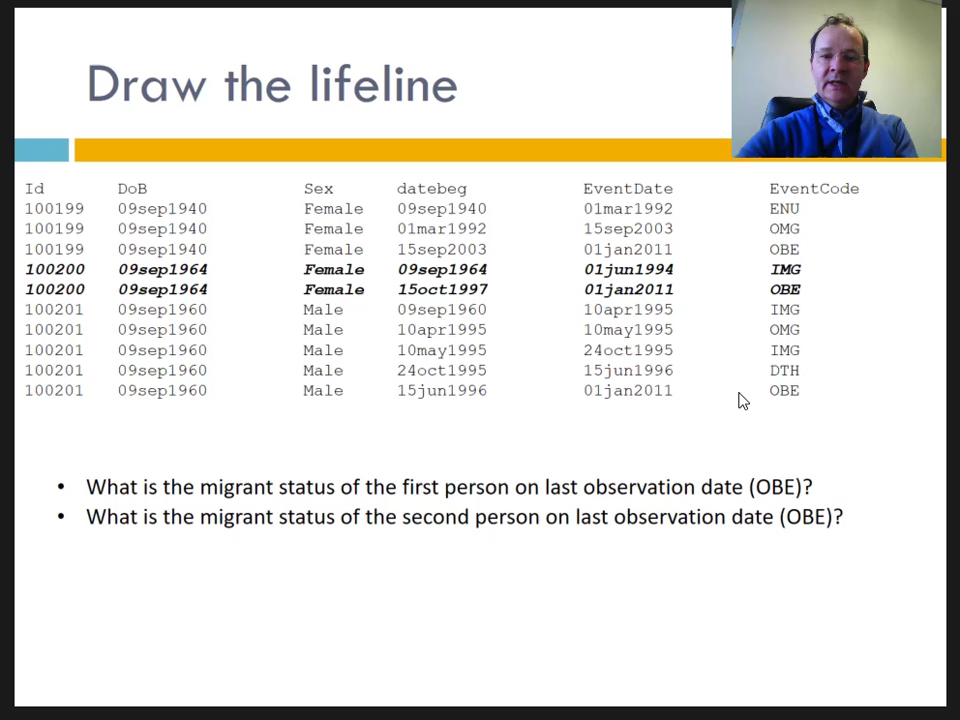 Draw the lifeline
Id DoB Sex datebeg EventDate EventCode
100199 09sep1940 Female 09sep1940 01mar1992 ENU
100199 09sep1940 Female 01mar1992 15sep2003 OMG
100199 09sep1940 Female 15sep2003 01jan2011 OBE
100200 09sep1964 Female 09sep1964 01jun1994 IMG
100200 09sep1964 Female 15oct1997 01jan2011 OBE
100201 09sep1960 Male 09sep1960 10apr1995 IMG
100201 09sep1960 Male 10apr1995 10may1995 OMG
100201 09sep1960 Male 10may1995 24oct1995 IMG
100201 09sep1960 Male 24oct1995 15jun1996 DTH
100201 09sep1960 Male 15jun1996 01jan2011 OBE
• What is the migrant status of the first person on last observation date (OBE)?
• What is the migrant status of the second person on last observation date (OBE)?